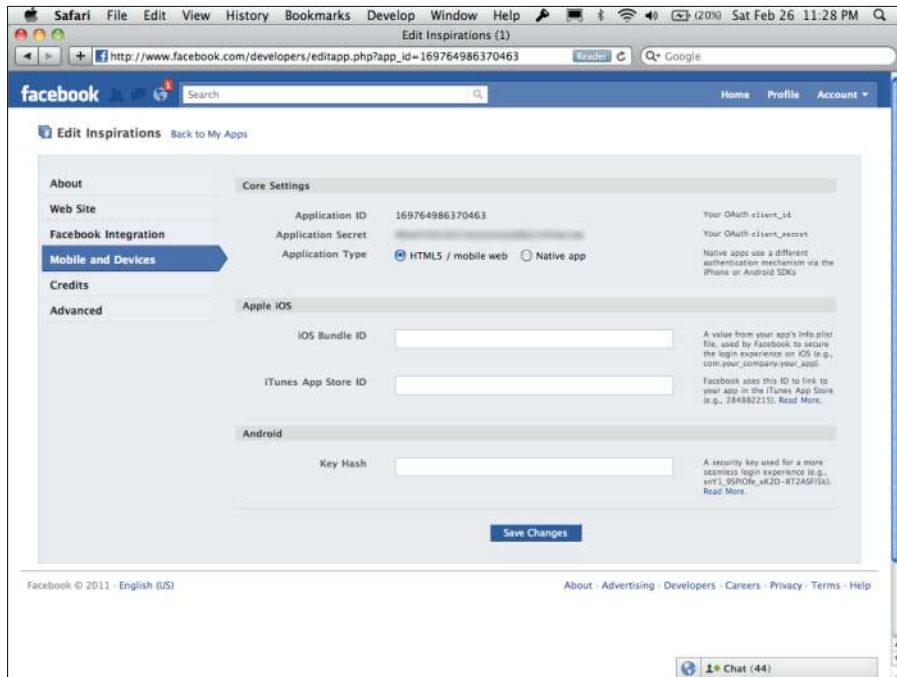 Safari File Edit View History Bookmarks Develop Window Help (20%) Sat Feb 26 11:28 PM
Edit Inspirations (1)
http://www.facebook.com/developers/editapp.php?app_id=169764986370463 Reader Google
facebook 1 Search Home Profile Account
Edit Inspirations Back to My Apps
About
Web Site
Facebook Integration
Mobile and Devices
Credits
Advanced
Core Settings
Application ID 169764986370463 Your OAuth client_id
Application Secret Your OAuth client_secret
Application Type HTML5 / mobile web Native app Native apps use a different
authentication mechanism via the
iPhone or Android SDKs
Apple iOS
iOS Bundle ID A value from your app's Info.plist
file, used by Facebook to secure
the login experience on iOS (e.g.,
com.your_company.your_app).
iTunes App Store ID Facebook uses this ID to link to
your app in the iTunes App Store
(e.g., 284882215). Read More.
Android
Key Hash A security key used for a more
seamless login experience (e.g.,
Read More.
Save Changes
Facebook © 2011 · English (US) About · Advertising · Developers · Careers · Privacy · Terms · Help
Chat (44)